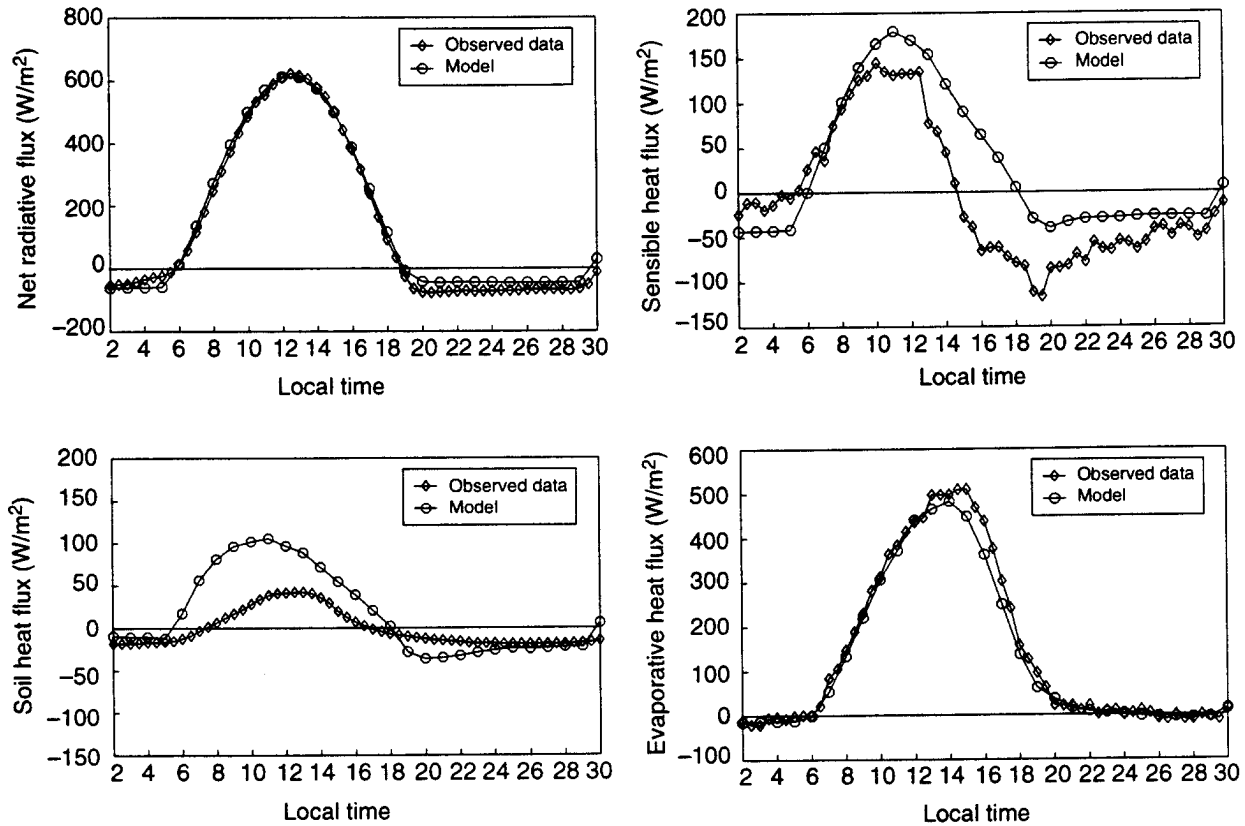 Net radiative flux (W/m²)
800
600
400
200
0
−200
Observed data
Model
2 4 6 8 10 12 14 16 18 20 22 24 26 28 30
Local time
Sensible heat flux (W/m²)
200
150
100
50
0
−50
−100
−150
Observed data
Model
2 4 6 8 10 12 14 16 18 20 22 24 26 28 30
Local time
Soil heat flux (W/m²)
200
150
100
50
0
−50
−100
−150
Observed data
Model
2 4 6 8 10 12 14 16 18 20 22 24 26 28 30
Local time
Evaporative heat flux (W/m²)
600
500
400
300
200
100
0
−100
Observed data
Model
2 4 6 8 10 12 14 16 18 20 22 24 26 28 30
Local time